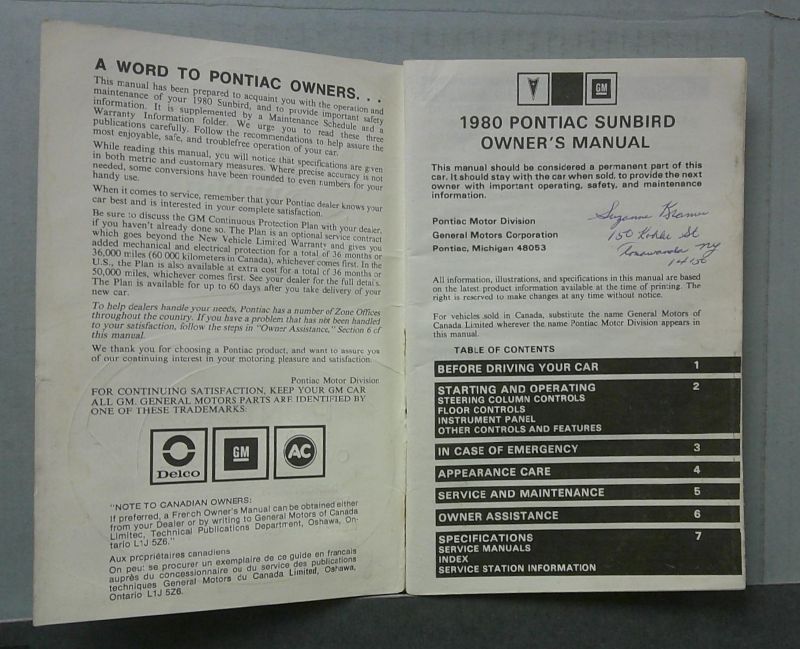 A WORD TO PONTIAC OWNERS. . .
This manual has been prepared to acquaint you with the operation and
maintenance of your 1980 Sunbird, and to provide important safety
information. It is supplemented by a Maintenance Schedule and a
Warranty Information folder. We urge you to read these three
publications carefully. Follow the recommendations to help assure the
most enjoyable, safe, and troublefree operation of your car.
While reading this manual, you will notice that specifications are given
in both metric and customary measures. Where precise accuracy is not
needed, some conversions have been rounded to even numbers for your
handy use.
When it comes to service, remember that your Pontiac dealer knows your
car best and is interested in your complete satisfaction.
Be sure to discuss the GM Continuous Protection Plan with your dealer,
if you haven't already done so. The Plan is an optional service contract
which goes beyond the New Vehicle Limited Warranty and gives you
added mechanical and electrical protection for a total of 36 months or
36,000 miles (60 000 kilometers in Canada), whichever comes first. In the
U.S., the Plan is also available at extra cost for a total of 36 months or
50,000 miles, whichever comes first. See your dealer for the full details.
The Plan is available for up to 60 days after you take delivery of your
new car.
To help dealers handle your needs, Pontiac has a number of Zone Offices
throughout the country. If you have a problem that has not been handled
to your satisfaction, follow the steps in "Owner Assistance," Section 6 of
this manual.
We thank you for choosing a Pontiac product, and want to assure you
of our continuing interest in your motoring pleasure and satisfaction.
Pontiac Motor Division
FOR CONTINUING SATISFACTION, KEEP YOUR GM CAR
ALL GM. GENERAL MOTORS PARTS ARE IDENTIFIED BY
ONE OF THESE TRADEMARKS:
Delco GM AC
"NOTE TO CANADIAN OWNERS:
If preferred, a French Owner's Manual can be obtained either
from your Dealer or by writing to General Motors of Canada
Limited, Technical Publications Department, Oshawa, On-
tario L1J 5Z6."
Aux propriétaires canadiens
On peut se procurer un exemplaire de ce guide en francais
auprès du concessionnaire ou du service des publications
techniques General Motors du Canada Limited, Oshawa,
Ontario L1J 5Z6.
GM
1980 PONTIAC SUNBIRD
OWNER'S MANUAL
This manual should be considered a permanent part of this
car. It should stay with the car when sold, to provide the next
owner with important operating, safety, and maintenance
information.
Pontiac Motor Division
General Motors Corporation
Pontiac, Michigan 48053
Suzanne
150 Kohler St
Tonawanda NY
14150
All information, illustrations, and specifications in this manual are based
on the latest product information available at the time of printing. The
right is reserved to make changes at any time without notice.
For vehicles sold in Canada, substitute the name General Motors of
Canada Limited wherever the name Pontiac Motor Division appears in
this manual.
TABLE OF CONTENTS
BEFORE DRIVING YOUR CAR 1
STARTING AND OPERATING 2
STEERING COLUMN CONTROLS
FLOOR CONTROLS
INSTRUMENT PANEL
OTHER CONTROLS AND FEATURES
IN CASE OF EMERGENCY 3
APPEARANCE CARE 4
SERVICE AND MAINTENANCE 5
OWNER ASSISTANCE 6
SPECIFICATIONS 7
SERVICE MANUALS
INDEX
SERVICE STATION INFORMATION